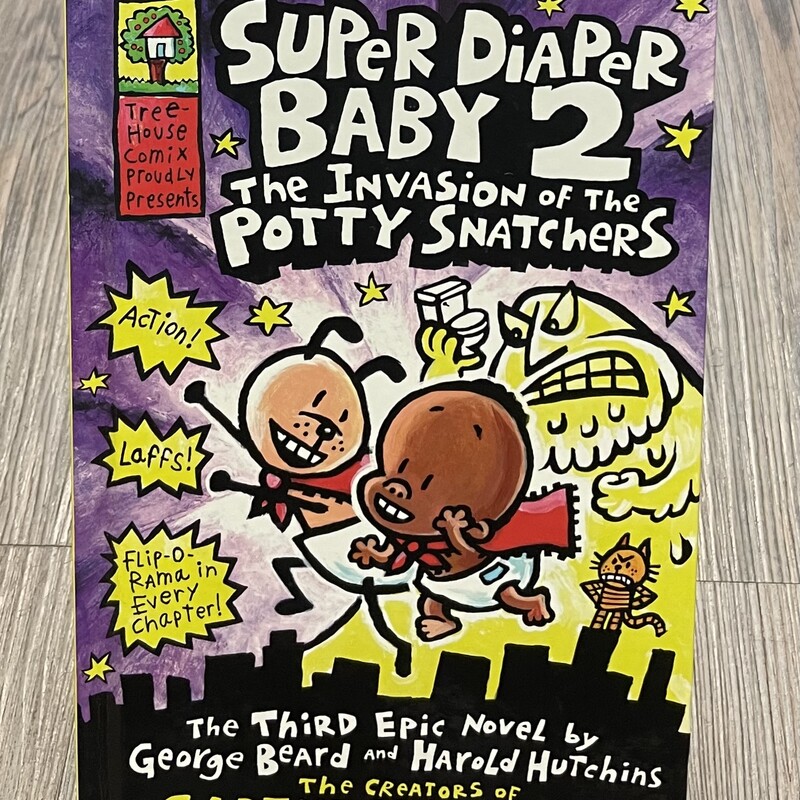 Tree-
House
Comix
Proudly
Presents
SUPER DIAPER
BABY 2
The INVASION of The
POTTY SNATCHERS
Action!
Laffs!
FLIP-O-
RAMA in
Every
Chapter!
The THIRD EPIC NOVEL by
George Beard and Harold Hutchins
The CREATORS OF